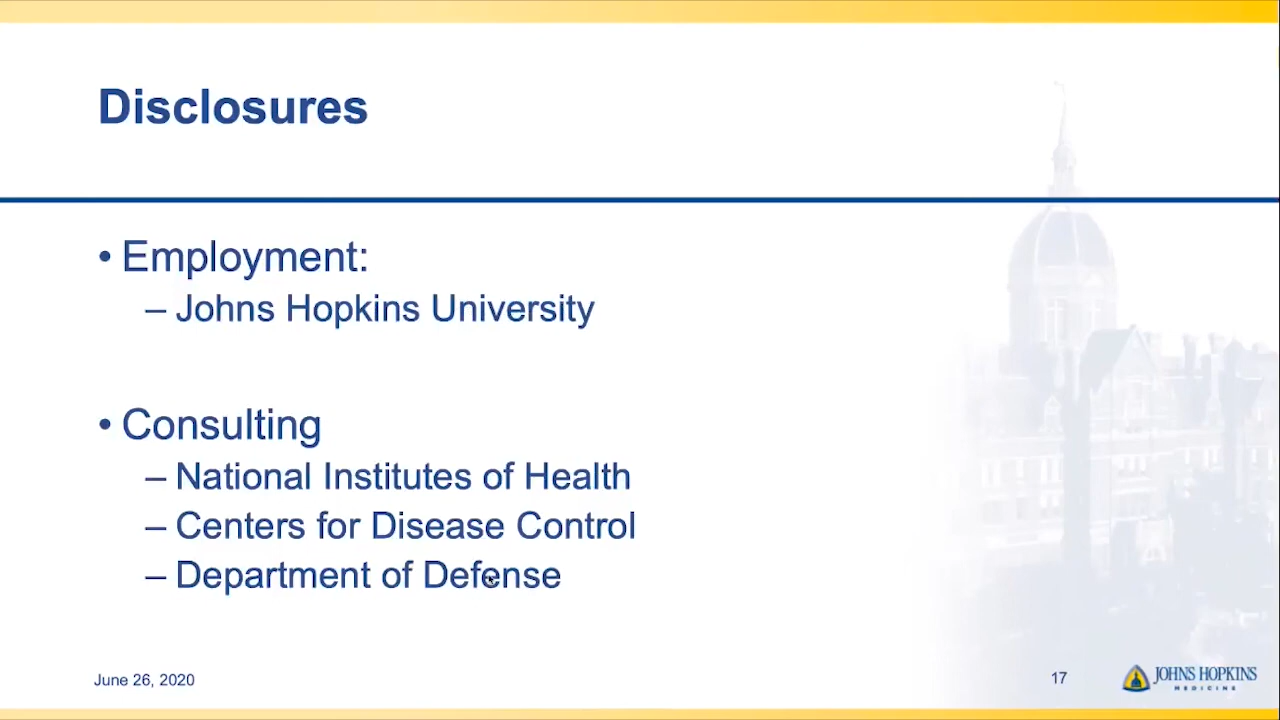 Disclosures
• Employment:
– Johns Hopkins University
• Consulting
– National Institutes of Health
– Centers for Disease Control
– Department of Defense
June 26, 2020
17
JOHNS HOPKINS
MEDICINE